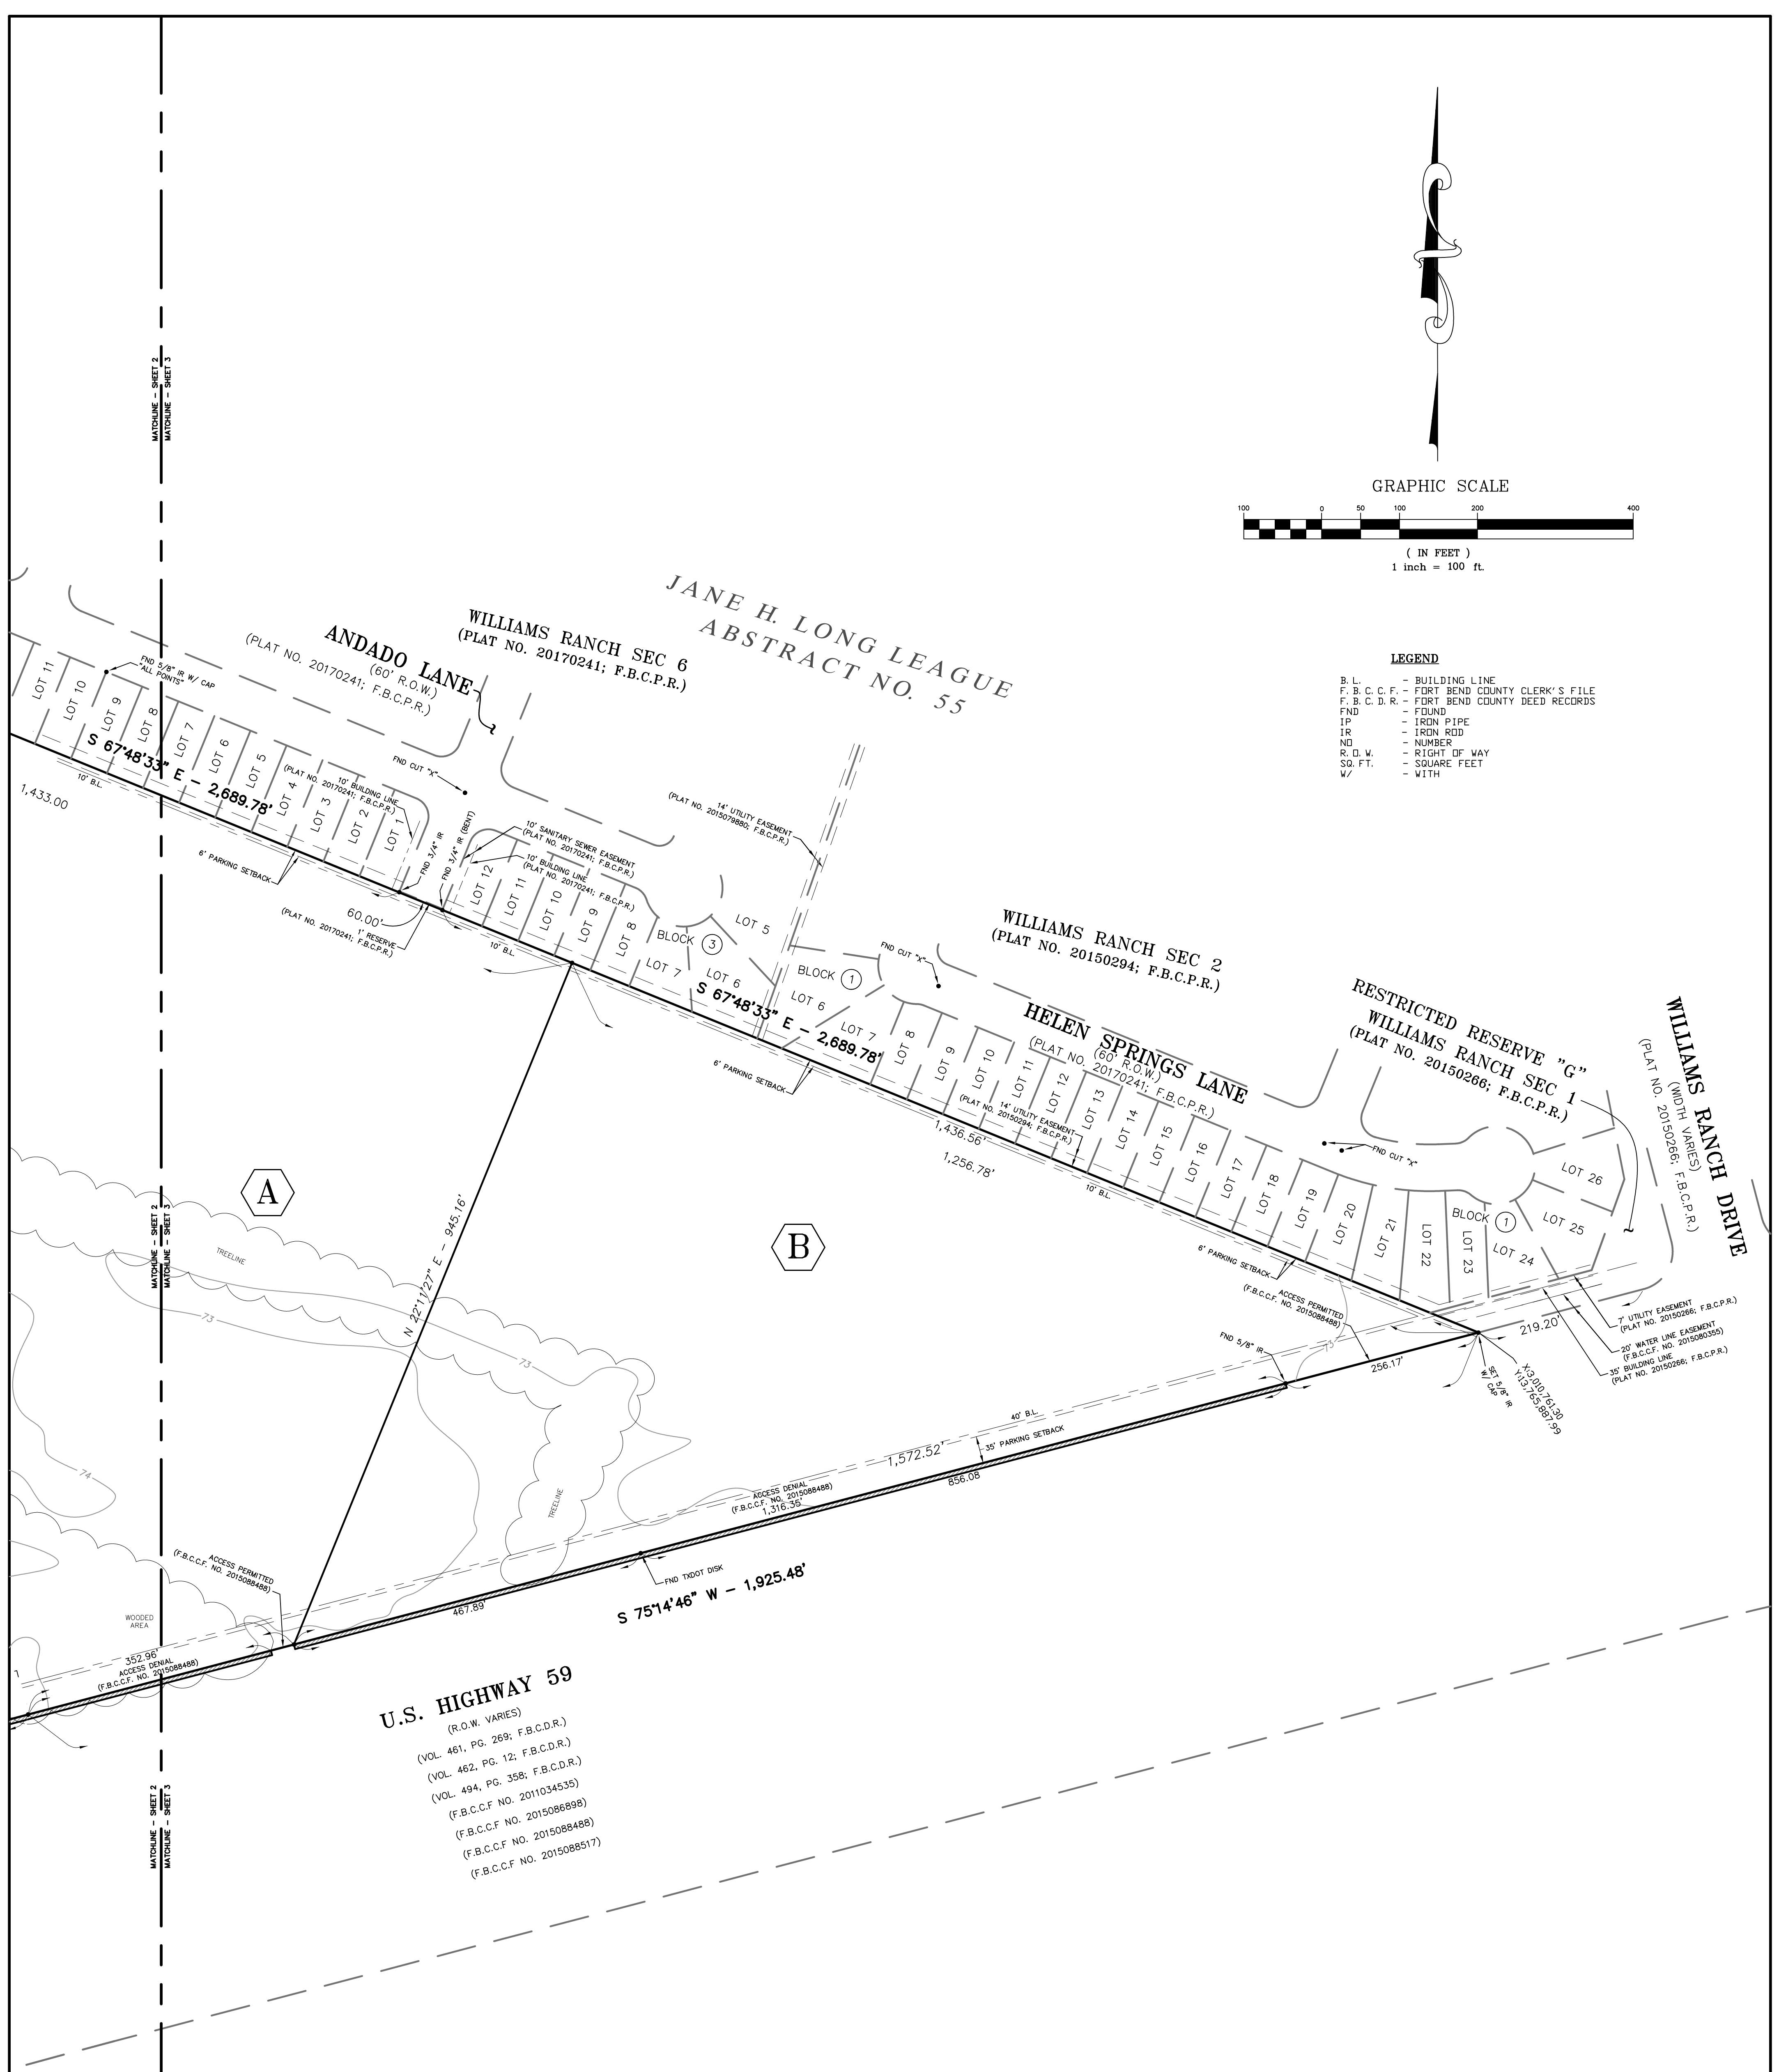 MATCHLINE – SHEET 2
MATCHLINE – SHEET 3
GRAPHIC SCALE
100 0 50 100 200 400
( IN FEET )
1 inch = 100 ft.
LEGEND
B.L. – BUILDING LINE
F.B.C.C.F. – FORT BEND COUNTY CLERK'S FILE
F.B.C.D.R. – FORT BEND COUNTY DEED RECORDS
FND – FOUND
IP – IRON PIPE
IR – IRON ROD
NO – NUMBER
R.O.W. – RIGHT OF WAY
SQ.FT. – SQUARE FEET
W/ – WITH
JANE H. LONG LEAGUE
ABSTRACT NO. 55
WILLIAMS RANCH SEC 6
(PLAT NO. 20170241; F.B.C.P.R.)
ANDADO LANE
(60' R.O.W.)
(PLAT NO. 20170241; F.B.C.P.R.)
FND 5/8" IR W/ CAP
"ALL POINTS"
LOT 11
LOT 10
LOT 9
LOT 8
LOT 7
LOT 6
LOT 5
LOT 4
LOT 3
LOT 2
LOT 1
S 67°48'33" E – 2,689.78'
10' B.L.
1,433.00
10' BUILDING LINE
(PLAT NO. 20170241; F.B.C.P.R.)
6' PARKING SETBACK
FND CUT "X"
FND 3/4" IR
FND 3/4" IR (BENT)
60.00'
1' RESERVE
(PLAT NO. 20170241; F.B.C.P.R.)
10' SANITARY SEWER EASEMENT
(PLAT NO. 20170241; F.B.C.P.R.)
10' BUILDING LINE
(PLAT NO. 20170241; F.B.C.P.R.)
10' B.L.
LOT 12
LOT 11
LOT 10
LOT 9
LOT 8
BLOCK 3
LOT 7
LOT 6
LOT 5
14' UTILITY EASEMENT
(PLAT NO. 2015079880; F.B.C.P.R.)
S 67°48'33" E – 2,689.78'
6' PARKING SETBACK
BLOCK 1
LOT 6
LOT 7
LOT 8
LOT 9
LOT 10
LOT 11
LOT 12
LOT 13
LOT 14
LOT 15
LOT 16
LOT 17
LOT 18
LOT 19
LOT 20
LOT 21
LOT 22
LOT 23
BLOCK 1
LOT 24
LOT 25
LOT 26
FND CUT "X"
WILLIAMS RANCH SEC 2
(PLAT NO. 20150294; F.B.C.P.R.)
HELEN SPRINGS LANE
(60' R.O.W.)
(PLAT NO. 20170241; F.B.C.P.R.)
14' UTILITY EASEMENT
(PLAT NO. 20150294; F.B.C.P.R.)
1,436.56'
1,256.78'
10' B.L.
FND CUT "X"
RESTRICTED RESERVE "G"
WILLIAMS RANCH SEC 1
(PLAT NO. 20150266; F.B.C.P.R.)
WILLIAMS RANCH DRIVE
(WIDTH VARIES)
(PLAT NO. 20150266; F.B.C.P.R.)
6' PARKING SETBACK
ACCESS PERMITTED
(F.B.C.C.F. NO. 2015088488)
FND 5/8" IR
73
256.17'
219.20'
7' UTILITY EASEMENT
(PLAT NO. 20150266; F.B.C.P.R.)
20' WATER LINE EASEMENT
(F.B.C.C.F. NO. 2015080355)
35' BUILDING LINE
(PLAT NO. 20150266; F.B.C.P.R.)
X:3,010,761.30
Y:13,765,887.99
SET 5/8" IR
W/ CAP
A
B
MATCHLINE – SHEET 2
MATCHLINE – SHEET 3
TREELINE
73
73
74
N 22°11'27" E – 945.16'
TREELINE
40' B.L.
35' PARKING SETBACK
1,572.52'
856.08
ACCESS DENIAL
(F.B.C.C.F. NO. 2015088488)
1,316.35'
FND TXDOT DISK
S 75°14'46" W – 1,925.48'
467.89'
ACCESS PERMITTED
(F.B.C.C.F. NO. 2015088488)
WOODED
AREA
352.96'
ACCESS DENIAL
(F.B.C.C.F. NO. 2015088488)
1
U.S. HIGHWAY 59
(R.O.W. VARIES)
(VOL. 461, PG. 269; F.B.C.D.R.)
(VOL. 462, PG. 12; F.B.C.D.R.)
(VOL. 494, PG. 358; F.B.C.D.R.)
(F.B.C.C.F NO. 2011034535)
(F.B.C.C.F NO. 2015086898)
(F.B.C.C.F NO. 2015088488)
(F.B.C.C.F NO. 2015088517)
MATCHLINE – SHEET 2
MATCHLINE – SHEET 3